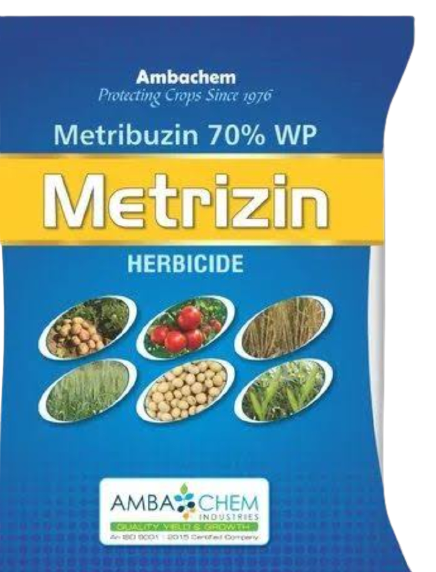 Ambachem
Protecting Crops Since 1976
Metribuzin 70% WP
Metrizin
HERBICIDE
AMBA CHEM
INDUSTRIES
QUALITY YIELD & GROWTH
An ISO 9001 : 2015 Certified Company